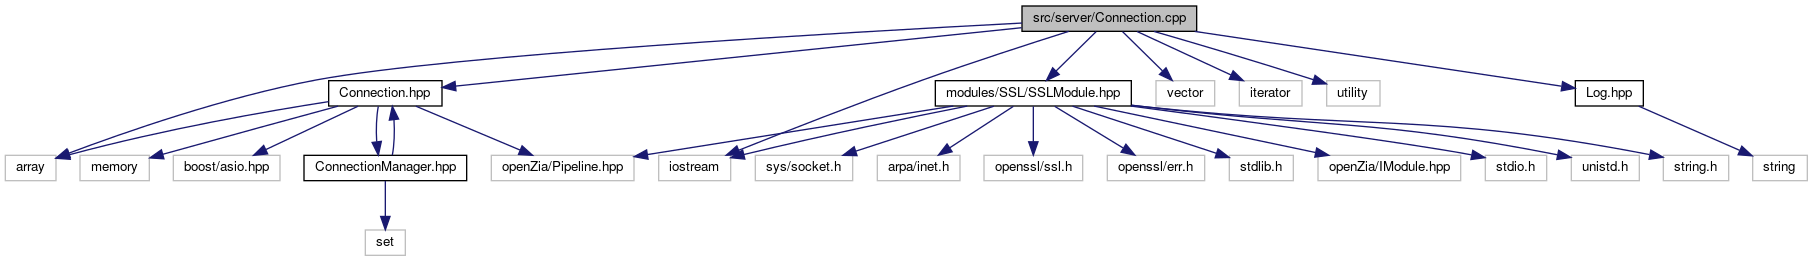 src/server/Connection.cpp
Connection.hpp
modules/SSL/SSLModule.hpp
vector
iterator
utility
Log.hpp
array
memory
boost/asio.hpp
ConnectionManager.hpp
openZia/Pipeline.hpp
iostream
sys/socket.h
arpa/inet.h
openssl/ssl.h
openssl/err.h
stdlib.h
openZia/IModule.hpp
stdio.h
unistd.h
string.h
string
set